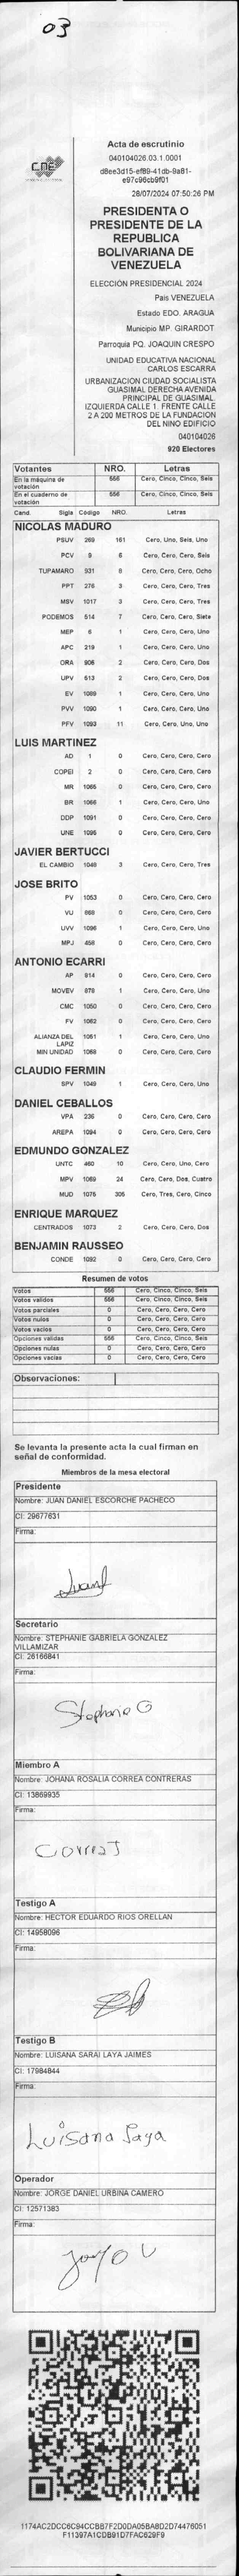 03
CNE
Acta de escrutinio
040104026.03.1.0001
d8ee3d15-ef89-41db-9a81-
e97c96cb9f01
28/07/2024 07:50:26 PM
PRESIDENTA O
PRESIDENTE DE LA
REPUBLICA
BOLIVARIANA DE
VENEZUELA
ELECCIÓN PRESIDENCIAL 2024
Pais VENEZUELA
Estado EDO. ARAGUA
Municipio MP. GIRARDOT
Parroquia PQ. JOAQUIN CRESPO
UNIDAD EDUCATIVA NACIONAL
CARLOS ESCARRA
URBANIZACION CIUDAD SOCIALISTA
GUASIMAL DERECHA AVENIDA
PRINCIPAL DE GUASIMAL.
IZQUIERDA CALLE 1. FRENTE CALLE
2 A 200 METROS DE LA FUNDACION
DEL NINO EDIFICIO
040104026
920 Electores
Votantes NRO. Letras
En la máquina de votación 556 Cero, Cinco, Cinco, Seis
En el cuaderno de votación 556 Cero, Cinco, Cinco, Seis
Cand. Sigla Código NRO. Letras
NICOLAS MADURO
PSUV 269 161 Cero, Uno, Seis, Uno
PCV 9 6 Cero, Cero, Cero, Seis
TUPAMARO 931 8 Cero, Cero, Cero, Ocho
PPT 276 3 Cero, Cero, Cero, Tres
MSV 1017 3 Cero, Cero, Cero, Tres
PODEMOS 514 7 Cero, Cero, Cero, Siete
MEP 6 1 Cero, Cero, Cero, Uno
APC 219 1 Cero, Cero, Cero, Uno
ORA 906 2 Cero, Cero, Cero, Dos
UPV 513 2 Cero, Cero, Cero, Dos
EV 1089 1 Cero, Cero, Cero, Uno
PVV 1090 1 Cero, Cero, Cero, Uno
PFV 1093 11 Cero, Cero, Uno, Uno
LUIS MARTINEZ
AD 1 0 Cero, Cero, Cero, Cero
COPEI 2 0 Cero, Cero, Cero, Cero
MR 1065 0 Cero, Cero, Cero, Cero
BR 1066 1 Cero, Cero, Cero, Uno
DDP 1091 0 Cero, Cero, Cero, Cero
UNE 1095 0 Cero, Cero, Cero, Cero
JAVIER BERTUCCI
EL CAMBIO 1048 3 Cero, Cero, Cero, Tres
JOSE BRITO
PV 1053 0 Cero, Cero, Cero, Cero
VU 868 0 Cero, Cero, Cero, Cero
UVV 1096 1 Cero, Cero, Cero, Uno
MPJ 458 0 Cero, Cero, Cero, Cero
ANTONIO ECARRI
AP 814 0 Cero, Cero, Cero, Cero
MOVEV 878 1 Cero, Cero, Cero, Uno
CMC 1050 0 Cero, Cero, Cero, Cero
FV 1062 0 Cero, Cero, Cero, Cero
ALIANZA DEL LAPIZ 1051 1 Cero, Cero, Cero, Uno
MIN UNIDAD 1068 0 Cero, Cero, Cero, Cero
CLAUDIO FERMIN
SPV 1049 1 Cero, Cero, Cero, Uno
DANIEL CEBALLOS
VPA 236 0 Cero, Cero, Cero, Cero
AREPA 1094 0 Cero, Cero, Cero, Cero
EDMUNDO GONZALEZ
UNTC 460 10 Cero, Cero, Uno, Cero
MPV 1069 24 Cero, Cero, Dos, Cuatro
MUD 1075 305 Cero, Tres, Cero, Cinco
ENRIQUE MARQUEZ
CENTRADOS 1073 2 Cero, Cero, Cero, Dos
BENJAMIN RAUSSEO
CONDE 1092 0 Cero, Cero, Cero, Cero
Resumen de votos
Votos 556 Cero, Cinco, Cinco, Seis
Votos validos 556 Cero, Cinco, Cinco, Seis
Votos parciales 0 Cero, Cero, Cero, Cero
Votos nulos 0 Cero, Cero, Cero, Cero
Votos vacios 0 Cero, Cero, Cero, Cero
Opciones validas 556 Cero, Cinco, Cinco, Seis
Opciones nulas 0 Cero, Cero, Cero, Cero
Opciones vacias 0 Cero, Cero, Cero, Cero
Observaciones:
Se levanta la presente acta la cual firman en
señal de conformidad.
Miembros de la mesa electoral
Presidente
Nombre: JUAN DANIEL ESCORCHE PACHECO
CI: 29677631
Firma:
Juand
Secretario
Nombre: STEPHANIE GABRIELA GONZALEZ
VILLAMIZAR
CI: 26166841
Firma:
Stephanie G
Miembro A
Nombre: JOHANA ROSALIA CORREA CONTRERAS
CI: 13869935
Firma:
Correa J
Testigo A
Nombre: HECTOR EDUARDO RIOS ORELLAN
CI: 14958096
Firma:
Testigo B
Nombre: LUISANA SARAI LAYA JAIMES
CI: 17984844
Firma:
Luisana Laya
Operador
Nombre: JORGE DANIEL URBINA CAMERO
CI: 12571383
Firma:
1174AC2DCC6C94CCBB7F2D0DA05BA8D2D74476051
F11397A1CDB91D7FAC629F9